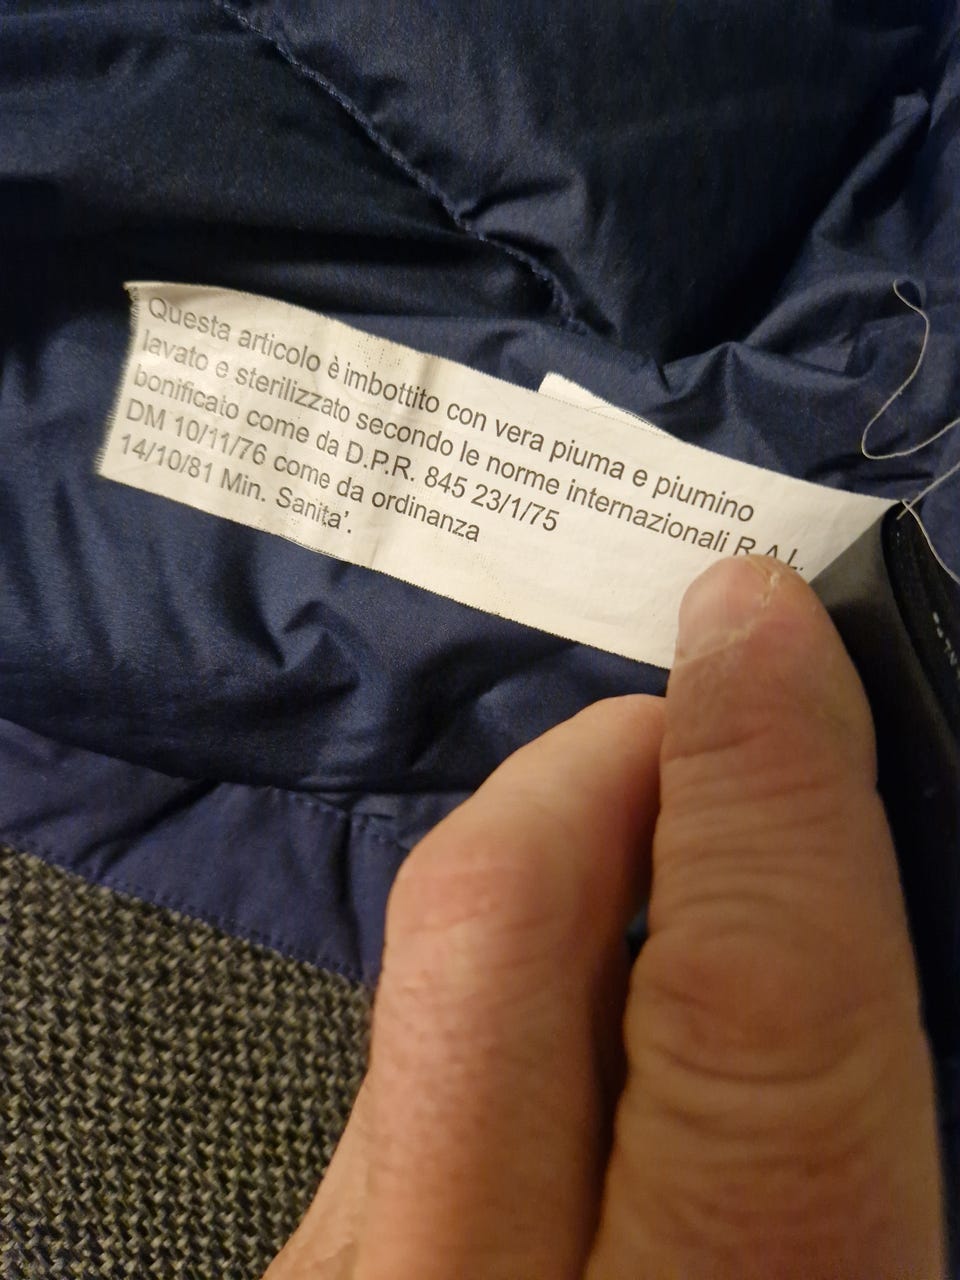 Questa articolo è imbottito con vera piuma e piumino
lavato e sterilizzato secondo le norme internazionali R.A.L.
bonificato come da D.P.R. 845 23/1/75
DM 10/11/76 come da ordinanza
14/10/81 Min. Sanita'.